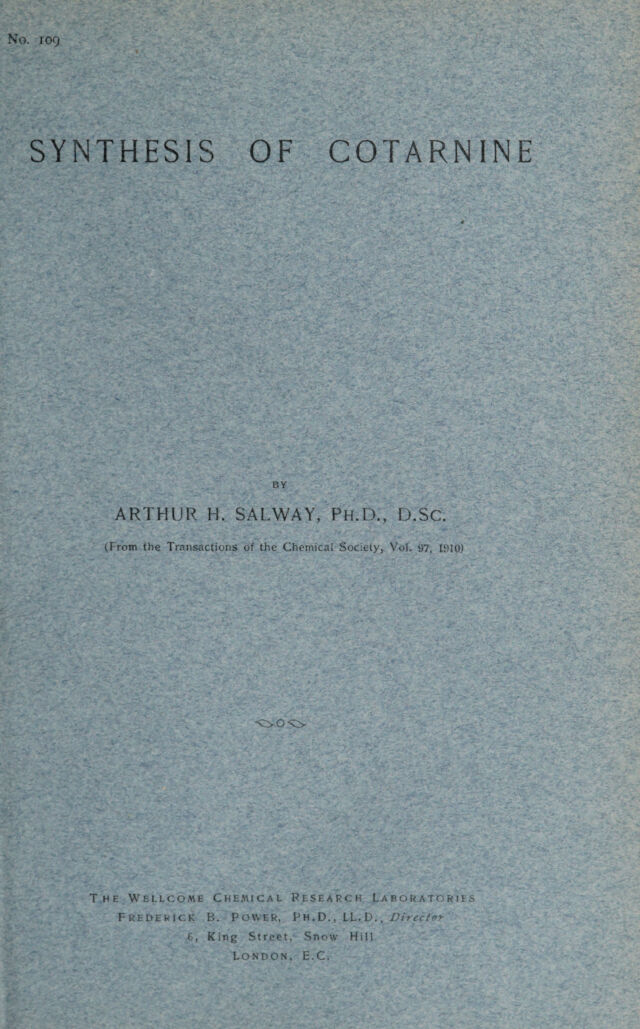 No. 109
SYNTHESIS OF COTARNINE
BY
ARTHUR H. SALWAY, PH.D., D.SC.
(From the Transactions of the Chemical Society, Vol. 97, 1910)
THE WELLCOME CHEMICAL RESEARCH LABORATORIES
FREDERICK B. POWER, PH.D., LL.D., Director
6, King Street, Snow Hill
LONDON, E.C.